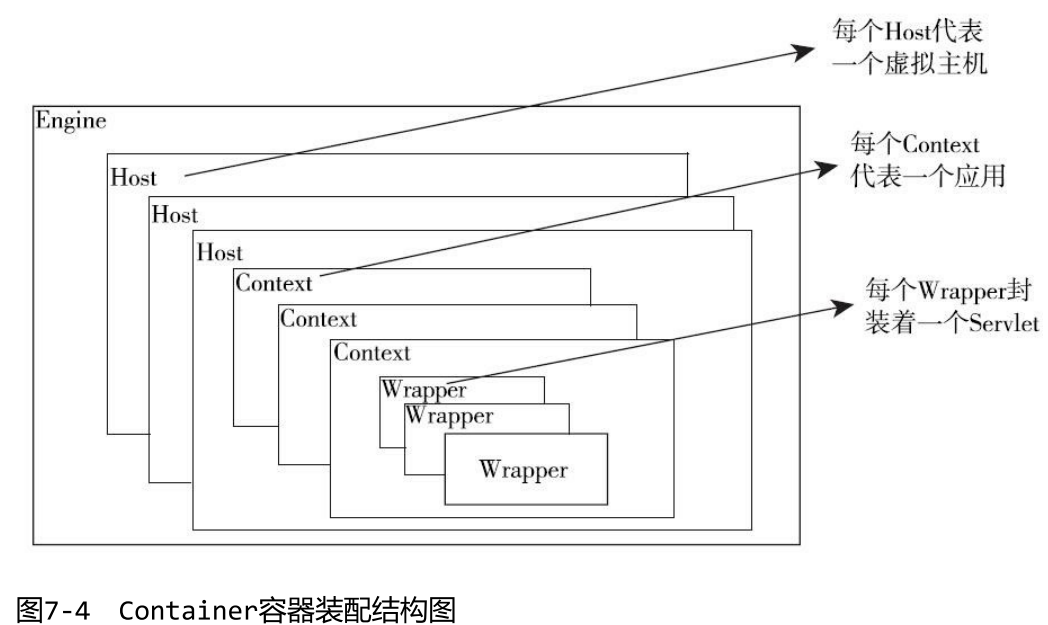 每个Host代表
一个虚拟主机
Engine
每个Context
代表一个应用
Host
Host
Host
Context
每个Wrapper封
装着一个Servlet
Context
Context
Wrapper
Wrapper
Wrapper
图7-4 Container容器装配结构图